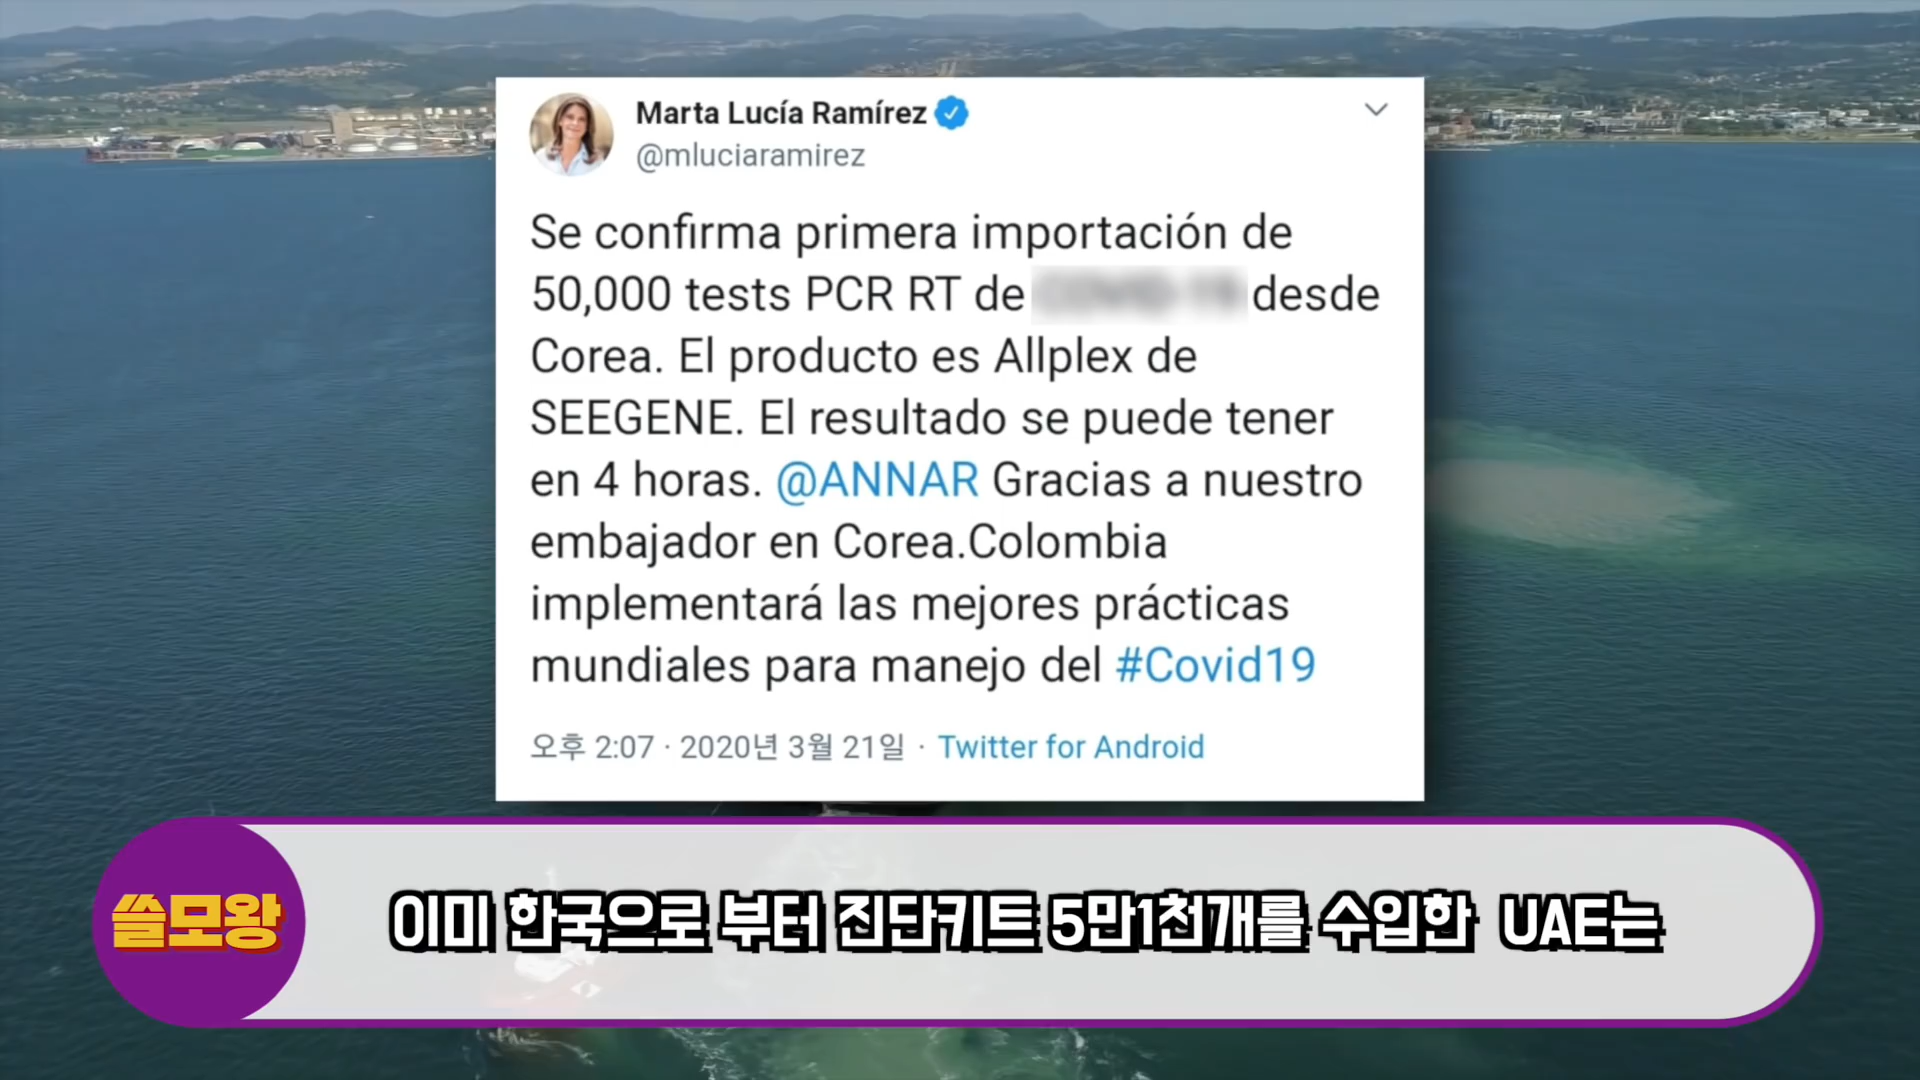 Marta Lucía Ramírez
@mluciaramirez
Se confirma primera importación de
50,000 tests PCR RT de desde
Corea. El producto es Allplex de
SEEGENE. El resultado se puede tener
en 4 horas. @ANNAR Gracias a nuestro
embajador en Corea.Colombia
implementará las mejores prácticas
mundiales para manejo del #Covid19
오후 2:07 · 2020년 3월 21일 · Twitter for Android
쓸모왕
이미 한국으로 부터 진단키트 5만1천개를 수입한 UAE는